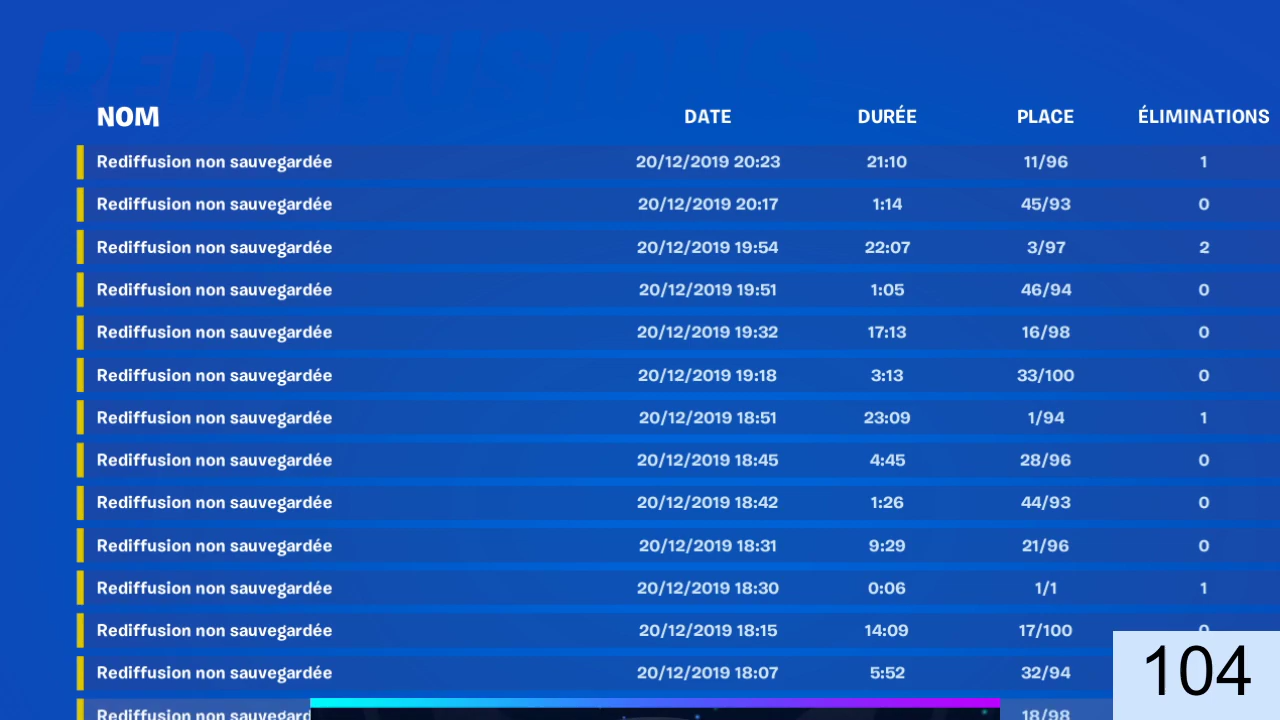 REDIFFUSIONS
NOM DATE DURÉE PLACE ÉLIMINATIONS
Rediffusion non sauvegardée 20/12/2019 20:23 21:10 11/96 1
Rediffusion non sauvegardée 20/12/2019 20:17 1:14 45/93 0
Rediffusion non sauvegardée 20/12/2019 19:54 22:07 3/97 2
Rediffusion non sauvegardée 20/12/2019 19:51 1:05 46/94 0
Rediffusion non sauvegardée 20/12/2019 19:32 17:13 16/98 0
Rediffusion non sauvegardée 20/12/2019 19:18 3:13 33/100 0
Rediffusion non sauvegardée 20/12/2019 18:51 23:09 1/94 1
Rediffusion non sauvegardée 20/12/2019 18:45 4:45 28/96 0
Rediffusion non sauvegardée 20/12/2019 18:42 1:26 44/93 0
Rediffusion non sauvegardée 20/12/2019 18:31 9:29 21/96 0
Rediffusion non sauvegardée 20/12/2019 18:30 0:06 1/1 1
Rediffusion non sauvegardée 20/12/2019 18:15 14:09 17/100
Rediffusion non sauvegardée 20/12/2019 18:07 5:52 32/94
104
Rediffusion 18/98